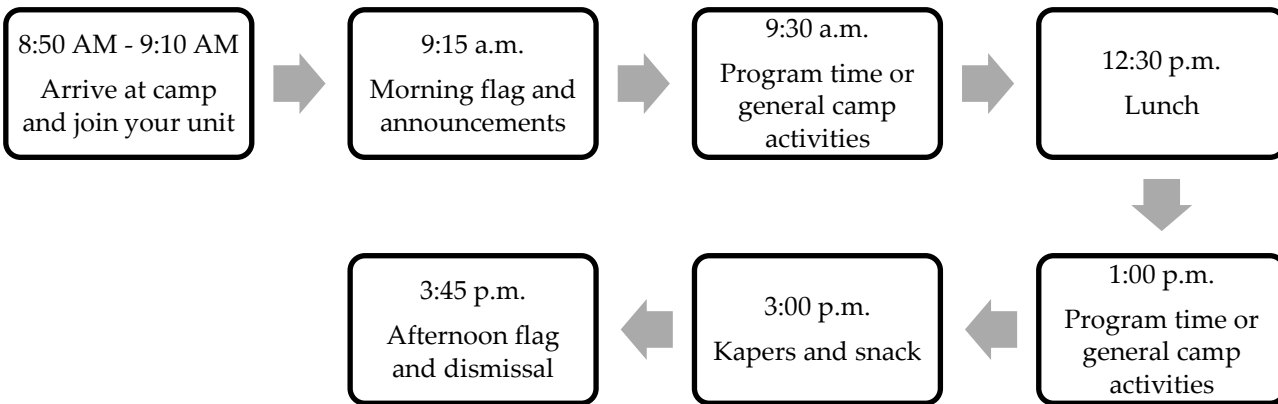 8:50 AM - 9:10 AM
Arrive at camp
and join your unit
9:15 a.m.
Morning flag and
announcements
9:30 a.m.
Program time or
general camp
activities
12:30 p.m.
Lunch
1:00 p.m.
Program time or
general camp
activities
3:00 p.m.
Kapers and snack
3:45 p.m.
Afternoon flag
and dismissal